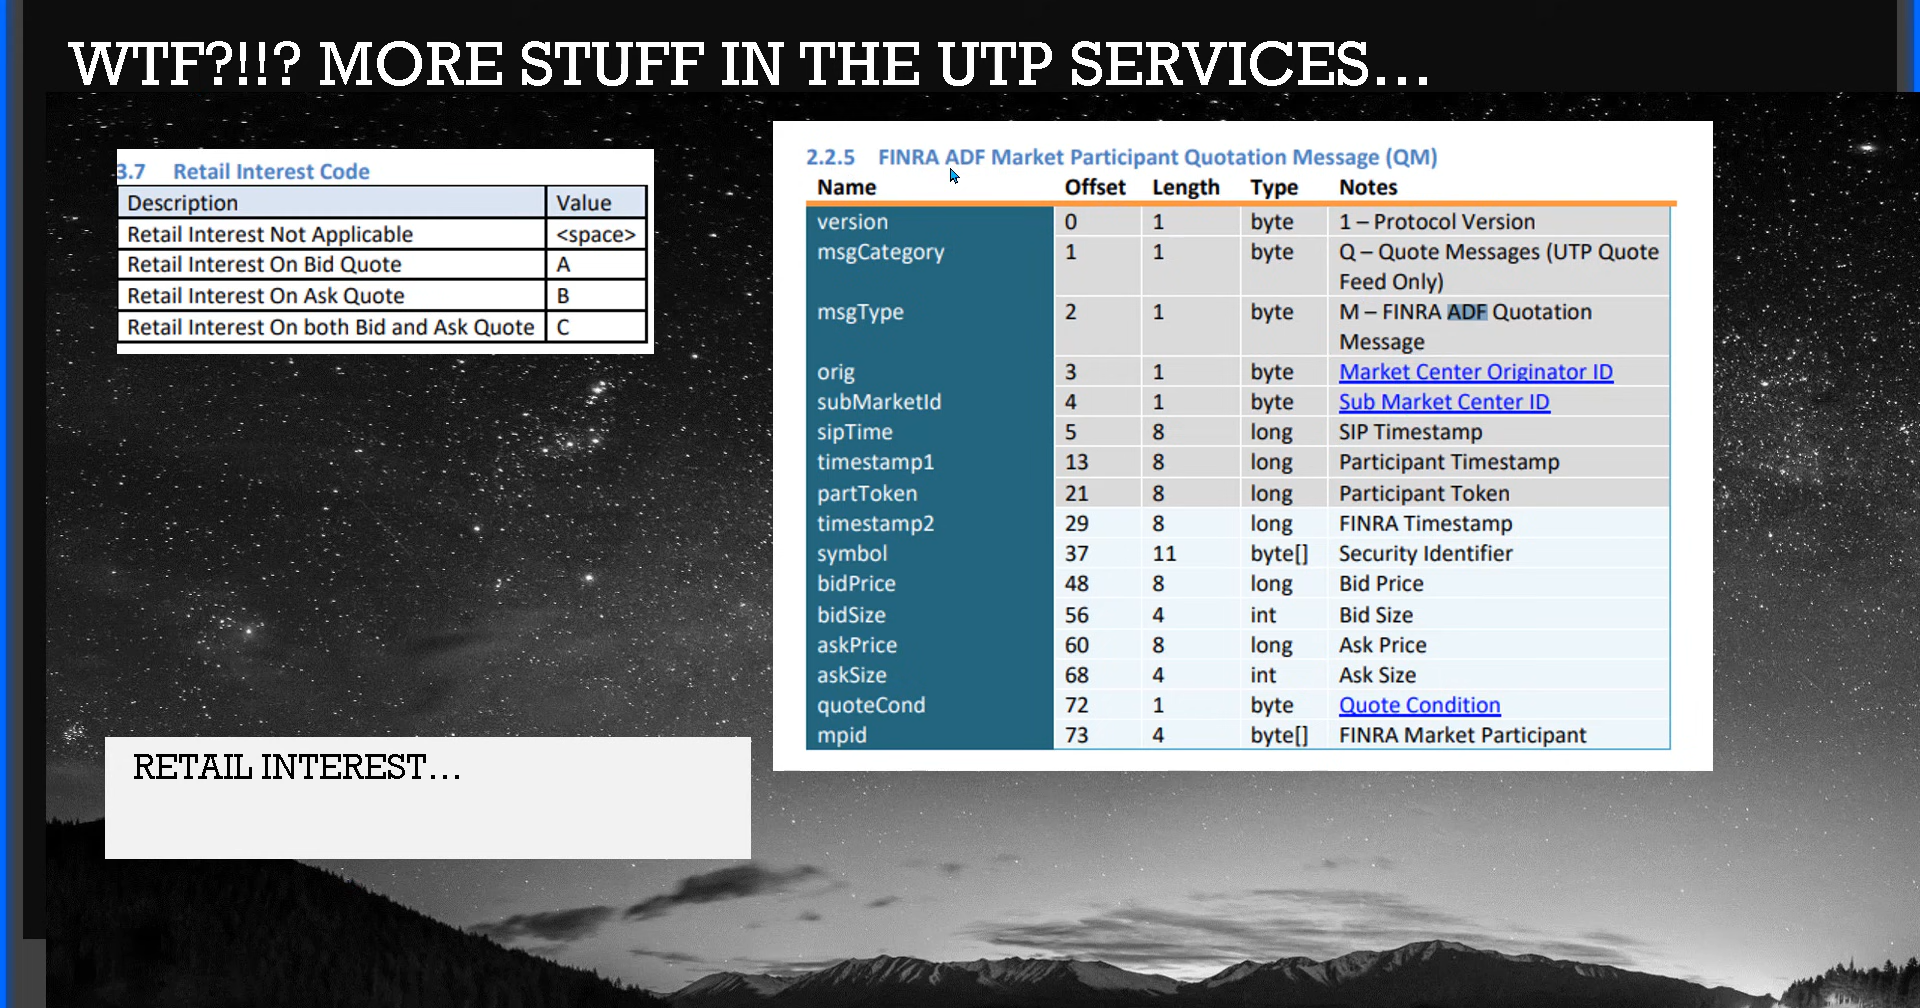 WTF?!!? MORE STUFF IN THE UTP SERVICES...
3.7 Retail Interest Code
Description Value
Retail Interest Not Applicable <space>
Retail Interest On Bid Quote A
Retail Interest On Ask Quote B
Retail Interest On both Bid and Ask Quote C
RETAIL INTEREST...
2.2.5 FINRA ADF Market Participant Quotation Message (QM)
Name Offset Length Type Notes
version 0 1 byte 1 – Protocol Version
msgCategory 1 1 byte Q – Quote Messages (UTP Quote
Feed Only)
msgType 2 1 byte M – FINRA ADF Quotation
Message
orig 3 1 byte Market Center Originator ID
subMarketId 4 1 byte Sub Market Center ID
sipTime 5 8 long SIP Timestamp
timestamp1 13 8 long Participant Timestamp
partToken 21 8 long Participant Token
timestamp2 29 8 long FINRA Timestamp
symbol 37 11 byte[] Security Identifier
bidPrice 48 8 long Bid Price
bidSize 56 4 int Bid Size
askPrice 60 8 long Ask Price
askSize 68 4 int Ask Size
quoteCond 72 1 byte Quote Condition
mpid 73 4 byte[] FINRA Market Participant